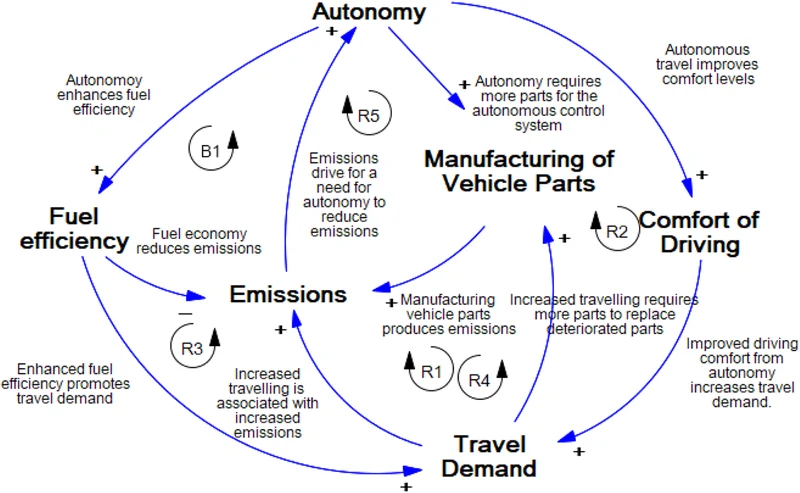 Autonomy
+
Autonomous
travel improves
comfort levels
Autonomoy
enhances fuel
efficiency
+
Autonomy requires
more parts for the
autonomous control
system
R5
B1
Emissions
drive for a
need for
autonomy to
reduce
emissions
Manufacturing of
Vehicle Parts
+
+
Fuel
efficiency
Fuel economy
reduces emissions
+
R2
Comfort of
Driving
Emissions
–
+
+
Manufacturing
vehicle parts
produces emissions
Increased travelling requires
more parts to replace
deteriorated parts
R3
R1
R4
Enhanced fuel
efficiency promotes
travel demand
Increased
travelling is
associated with
increased
emissions
Improved driving
comfort from
autonomy
increases travel
demand.
Travel
Demand
+
+